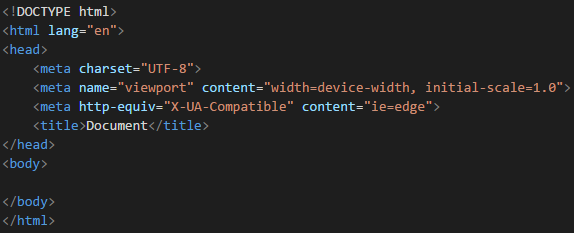 <!DOCTYPE html>
<html lang="en">
<head>
    <meta charset="UTF-8">
    <meta name="viewport" content="width=device-width, initial-scale=1.0">
    <meta http-equiv="X-UA-Compatible" content="ie=edge">
    <title>Document</title>
</head>
<body>

</body>
</html>